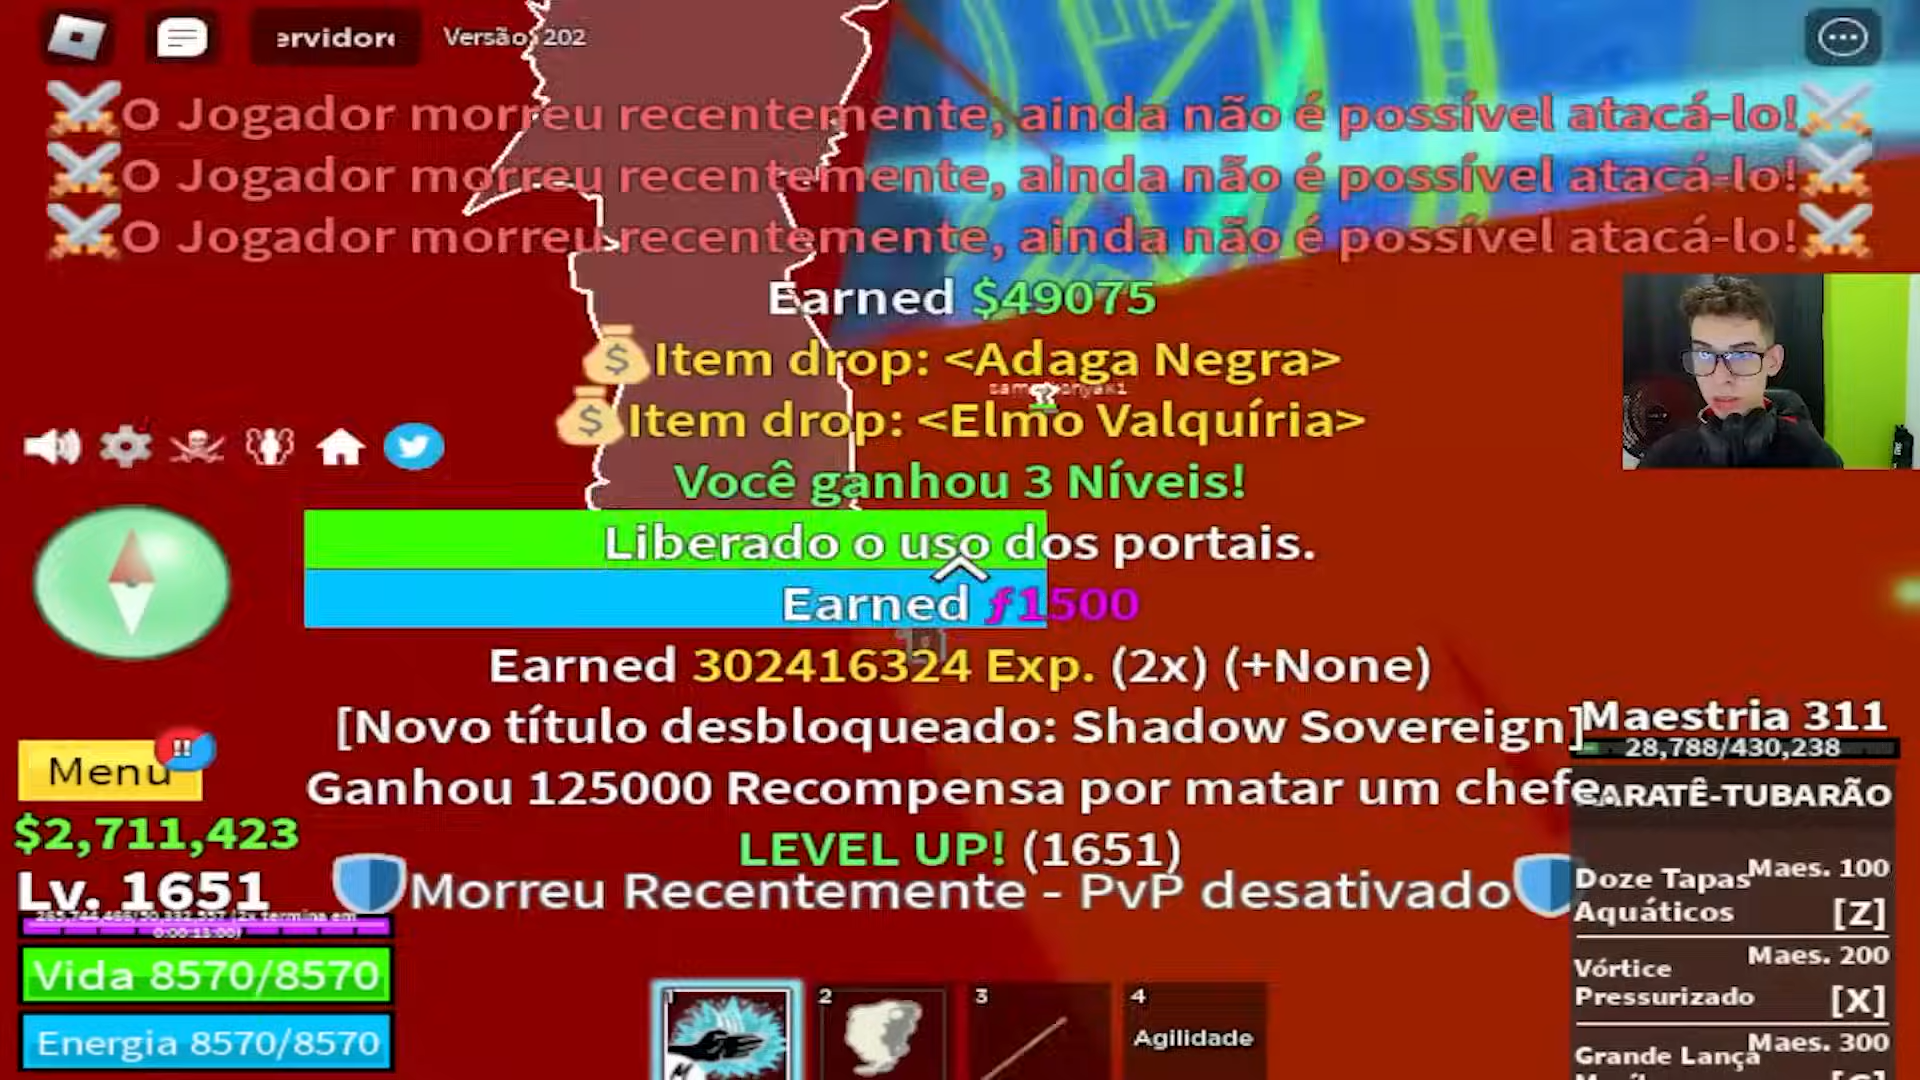 ervidore
Versão 202
O Jogador morreu recentemente, ainda não é possível atacá-lo!
O Jogador morreu recentemente, ainda não é possível atacá-lo!
O Jogador morreu recentemente, ainda não é possível atacá-lo!
Earned $49075
Item drop: <Adaga Negra>
Item drop: <Elmo Valquíria>
Você ganhou 3 Níveis!
Liberado o uso dos portais.
Earned ƒ1500
Earned 302416324 Exp. (2x) (+None)
[Novo título desbloqueado: Shadow Sovereign]
Ganhou 125000 Recompensa por matar um chefe.
LEVEL UP! (1651)
Morreu Recentemente - PvP desativado
Menu
!!
$2,711,423
Lv. 1651
Vida 8570/8570
Energia 8570/8570
1
2
3
4
Agilidade
Maestria 311
28,788/430,238
ARATÊ-TUBARÃO
Doze Tapas Aquáticos
Maes. 100
[Z]
Vórtice Pressurizado
Maes. 200
[X]
Grande Lança
Maes. 300